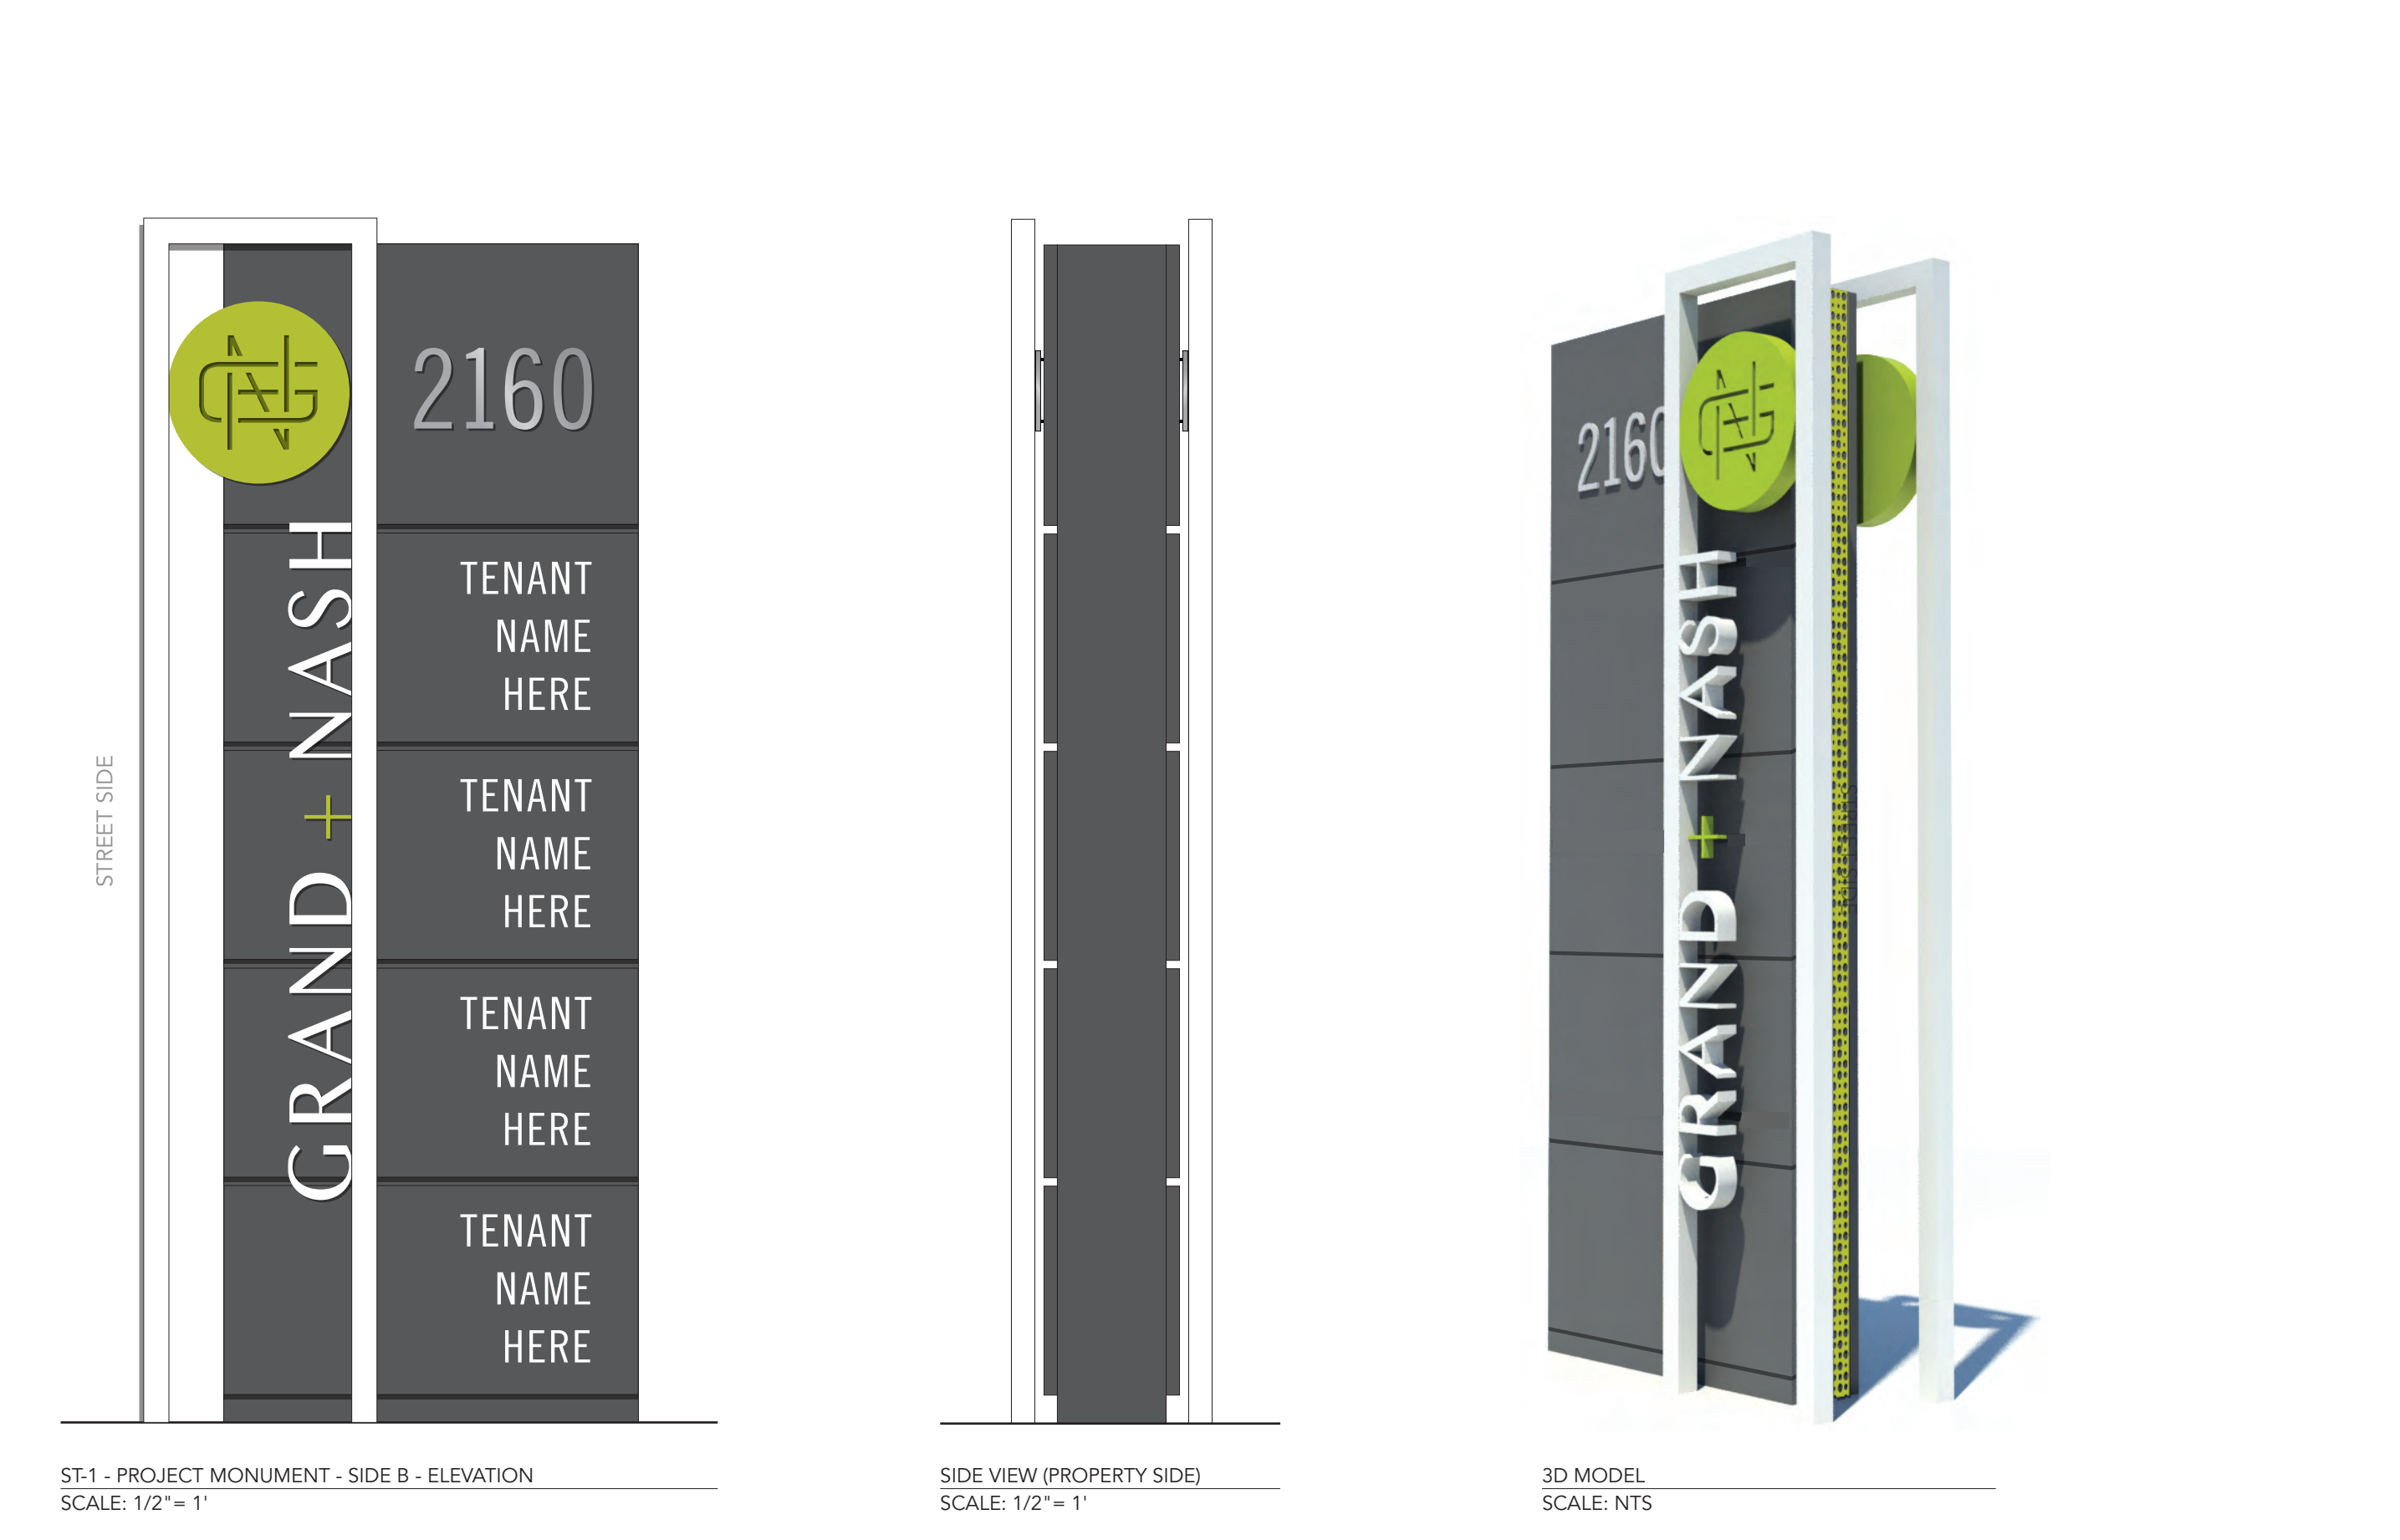 2160
TENANT
NAME
HERE
TENANT
NAME
HERE
TENANT
NAME
HERE
TENANT
NAME
HERE
GRAND + NASH
STREET SIDE
ST-1 - PROJECT MONUMENT - SIDE B - ELEVATION
SCALE: 1/2"= 1'
SIDE VIEW (PROPERTY SIDE)
SCALE: 1/2"= 1'
2160
GRAND + NASH
STREET SIDE
3D MODEL
SCALE: NTS